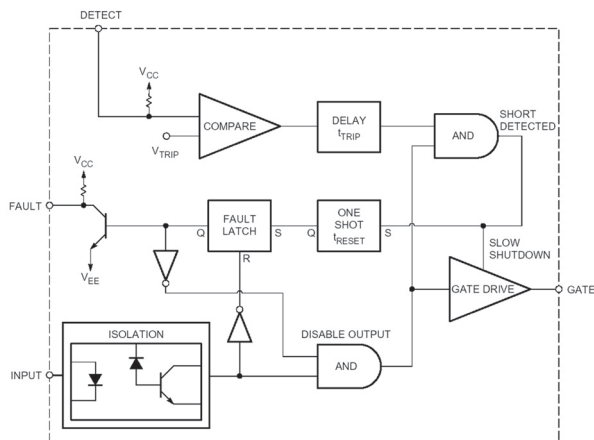 DETECT
VCC
COMPARE
VTRIP
DELAY
tTRIP
AND
SHORT
DETECTED
VCC
FAULT
VEE
Q
FAULT
LATCH
S
R
Q
ONE
SHOT
tRESET
S
SLOW
SHUTDOWN
GATE DRIVE
GATE
ISOLATION
INPUT
DISABLE OUTPUT
AND